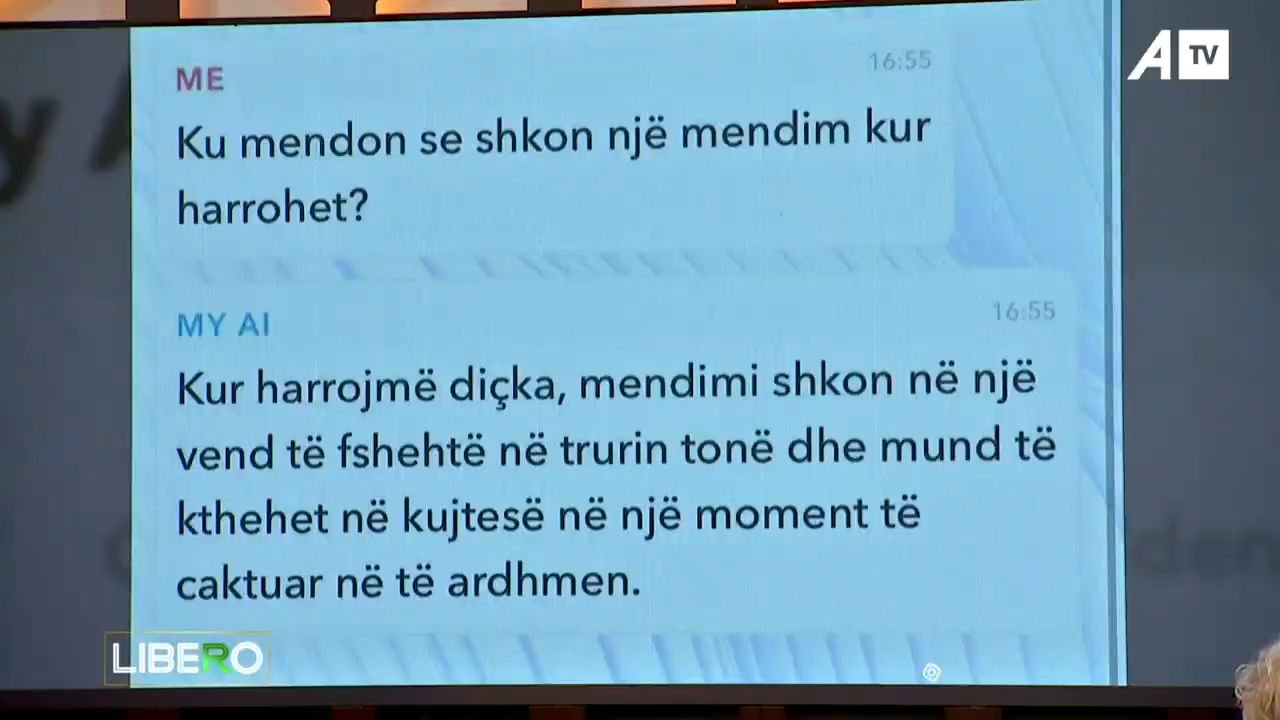 A TV
ME
16:55
Ku mendon se shkon një mendim kur
harrohet?
MY AI
16:55
Kur harrojmë diçka, mendimi shkon në një
vend të fshehtë në trurin tonë dhe mund të
kthehet në kujtesë në një moment të
caktuar në të ardhmen.
LIBERO